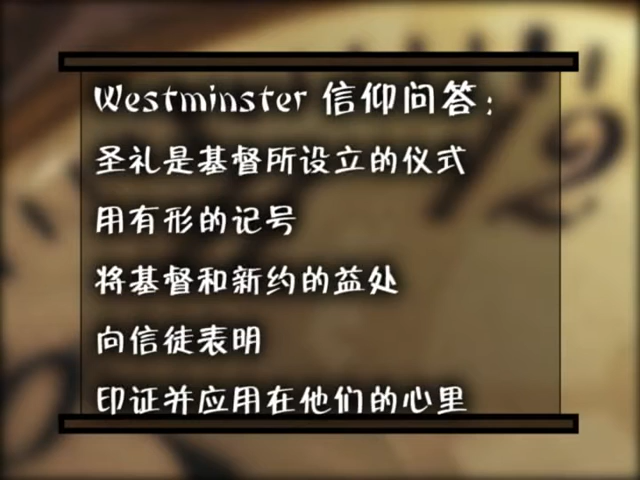 Westminster 信仰问答：
圣礼是基督所设立的仪式
用有形的记号
将基督和新约的益处
向信徒表明
印证并应用在他们的心里
12